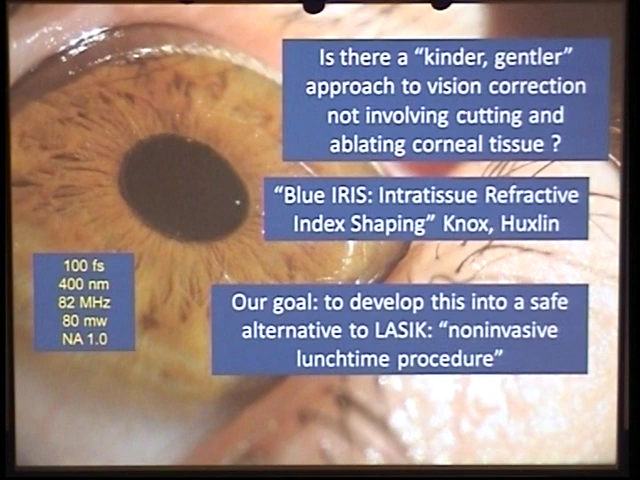 Is there a “kinder, gentler”
approach to vision correction
not involving cutting and
ablating corneal tissue ?
“Blue IRIS: Intratissue Refractive
Index Shaping” Knox, Huxlin
100 fs
400 nm
82 MHz
80 mw
NA 1.0
Our goal: to develop this into a safe
alternative to LASIK: “noninvasive
lunchtime procedure”